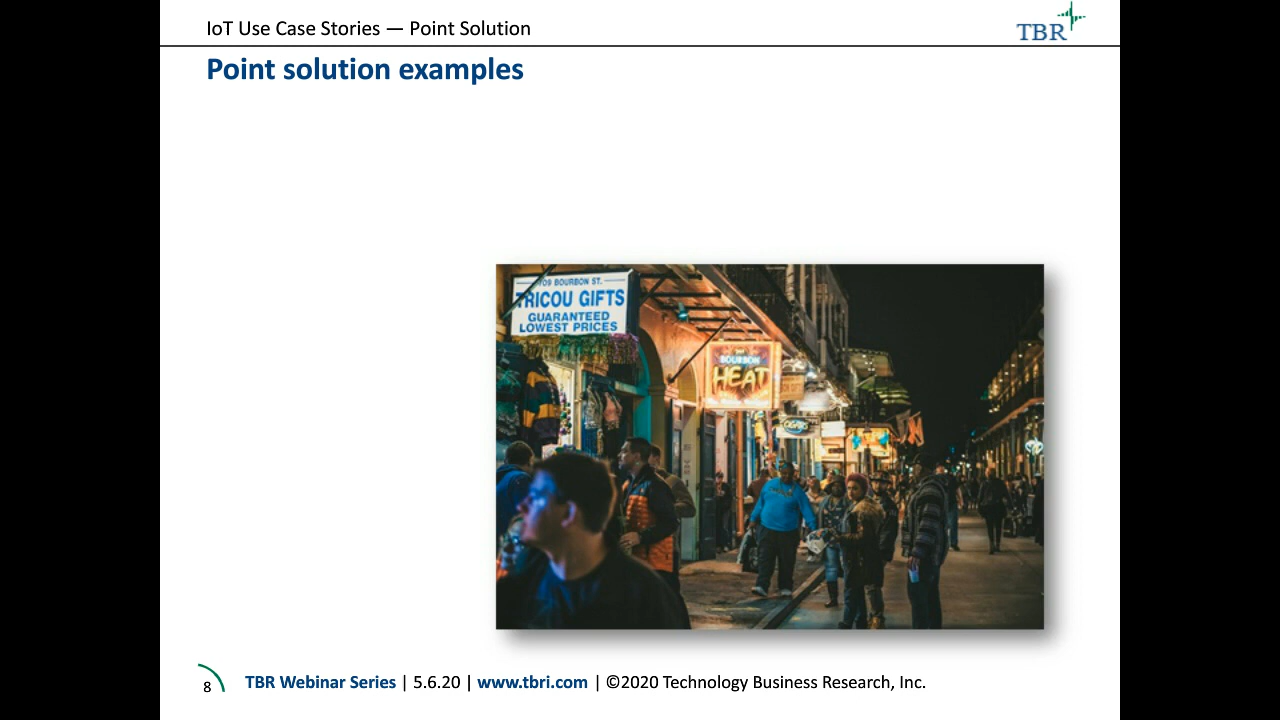 IoT Use Case Stories — Point Solution
TBR
Point solution examples
709 BOURBON ST.
TRICOU GIFTS
GUARANTEED
LOWEST PRICES
BOURBON
HEAT
8
TBR Webinar Series | 5.6.20 | www.tbri.com | ©2020 Technology Business Research, Inc.